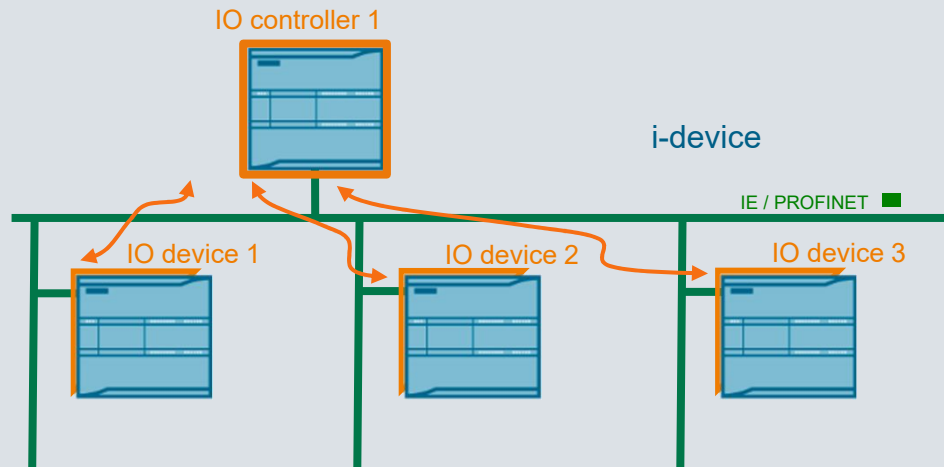 IO controller 1
i-device
IE / PROFINET
IO device 1
IO device 2
IO device 3